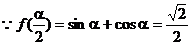 ∵ f(α/2) = sin α + cos α = √2/2